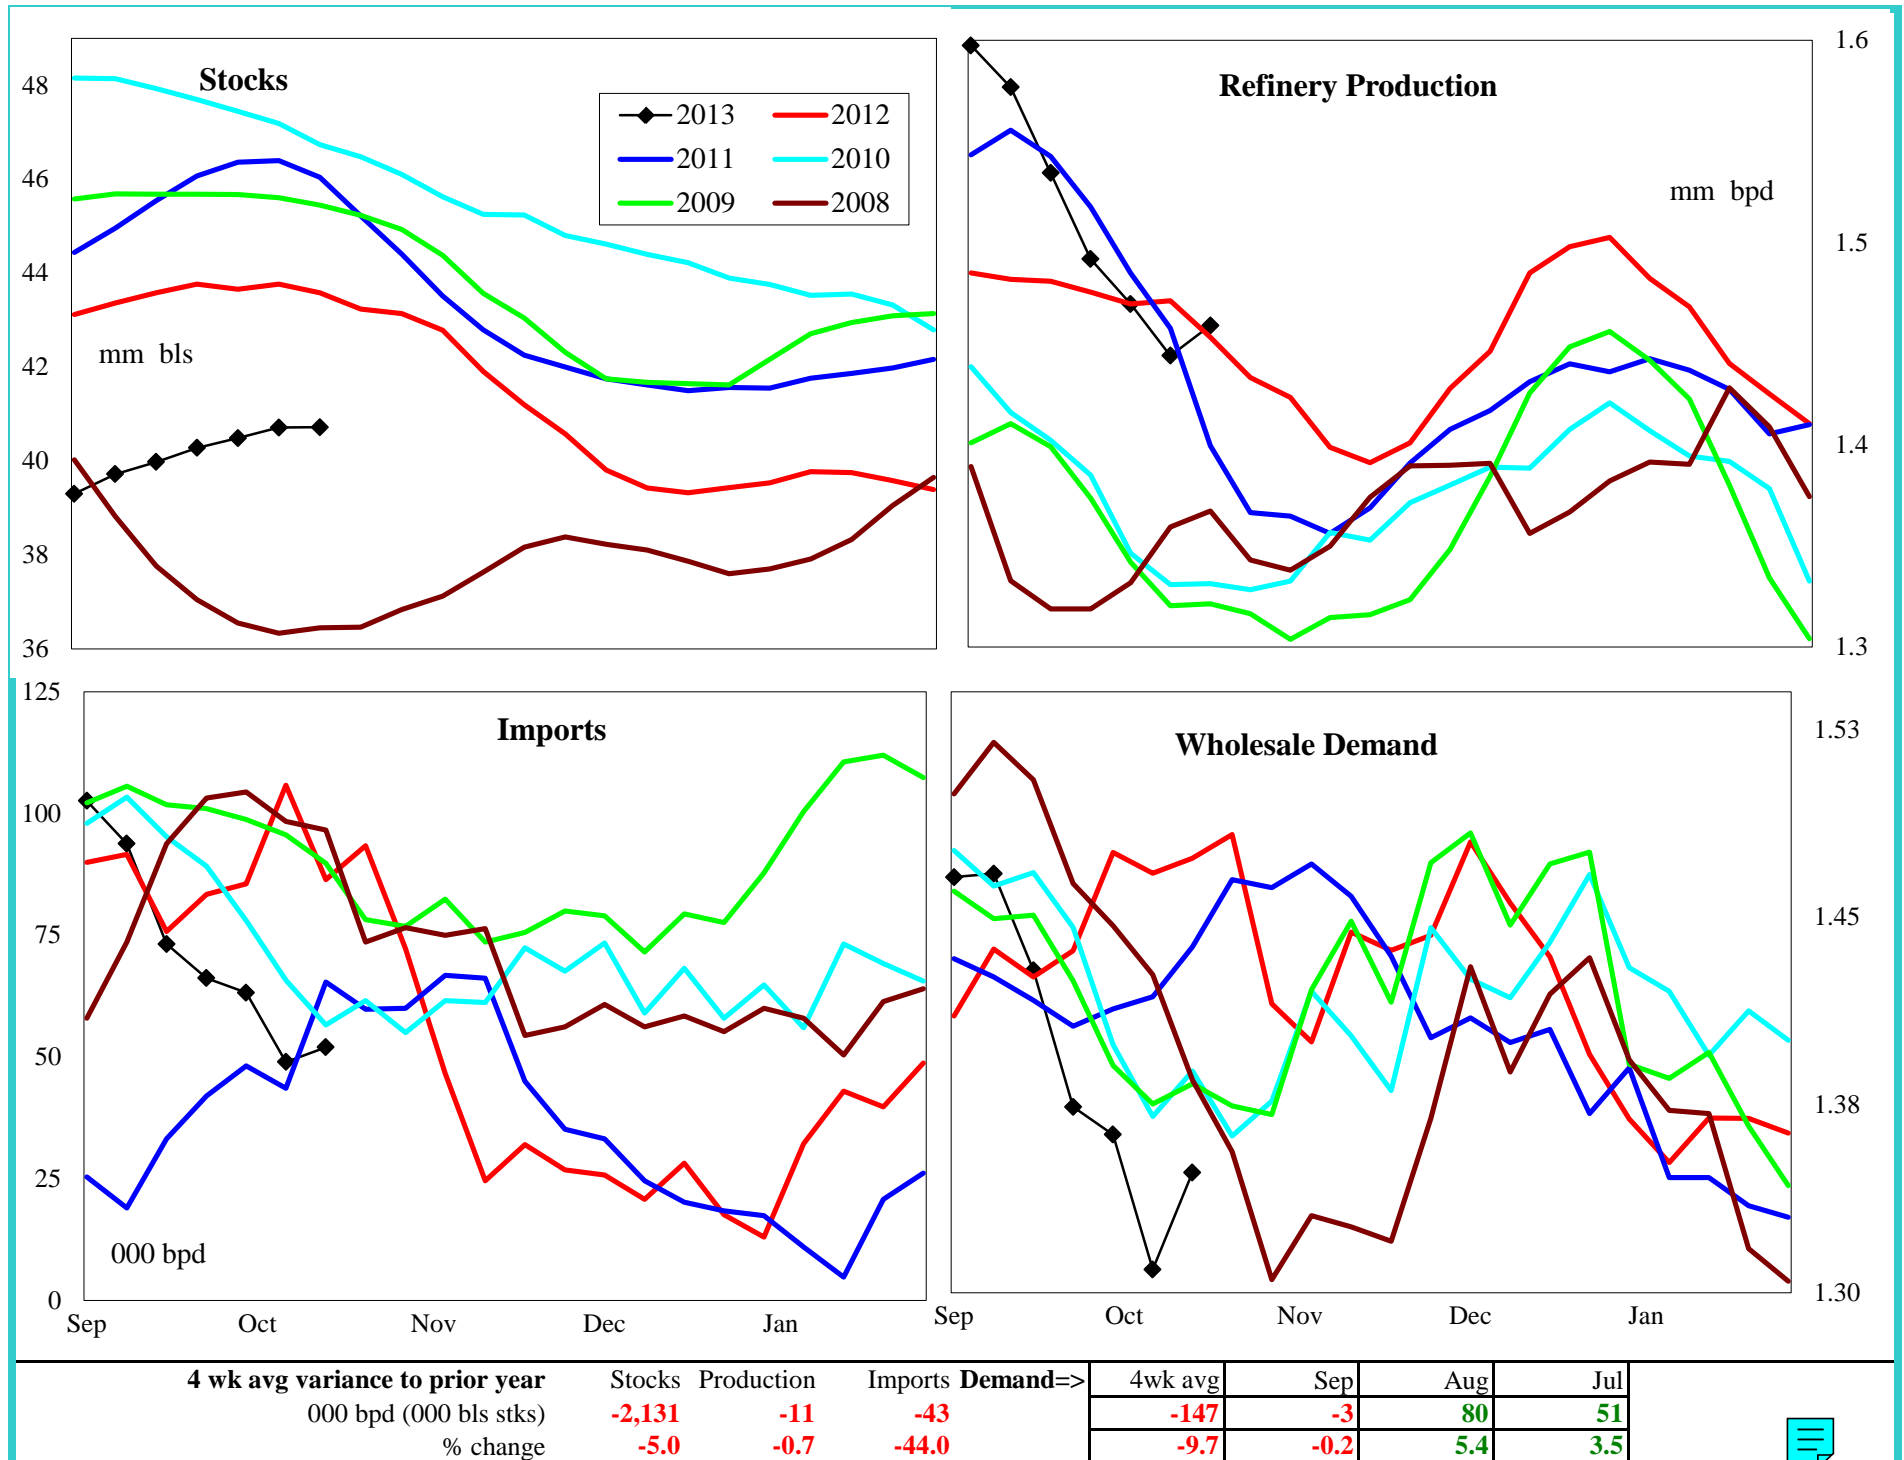 Stocks
48
46
44
42
40
38
36
mm bls
2013 2012
2011 2010
2009 2008
Refinery Production
mm bpd
1.6
1.5
1.4
1.3
Imports
125
100
75
50
25
0
000 bpd
Sep Oct Nov Dec Jan
Wholesale Demand
1.53
1.45
1.38
1.30
Sep Oct Nov Dec Jan
4 wk avg variance to prior year Stocks Production Imports Demand=> 4wk avg Sep Aug Jul
000 bpd (000 bls stks) -2,131 -11 -43 -147 -3 80 51
% change -5.0 -0.7 -44.0 -9.7 -0.2 5.4 3.5